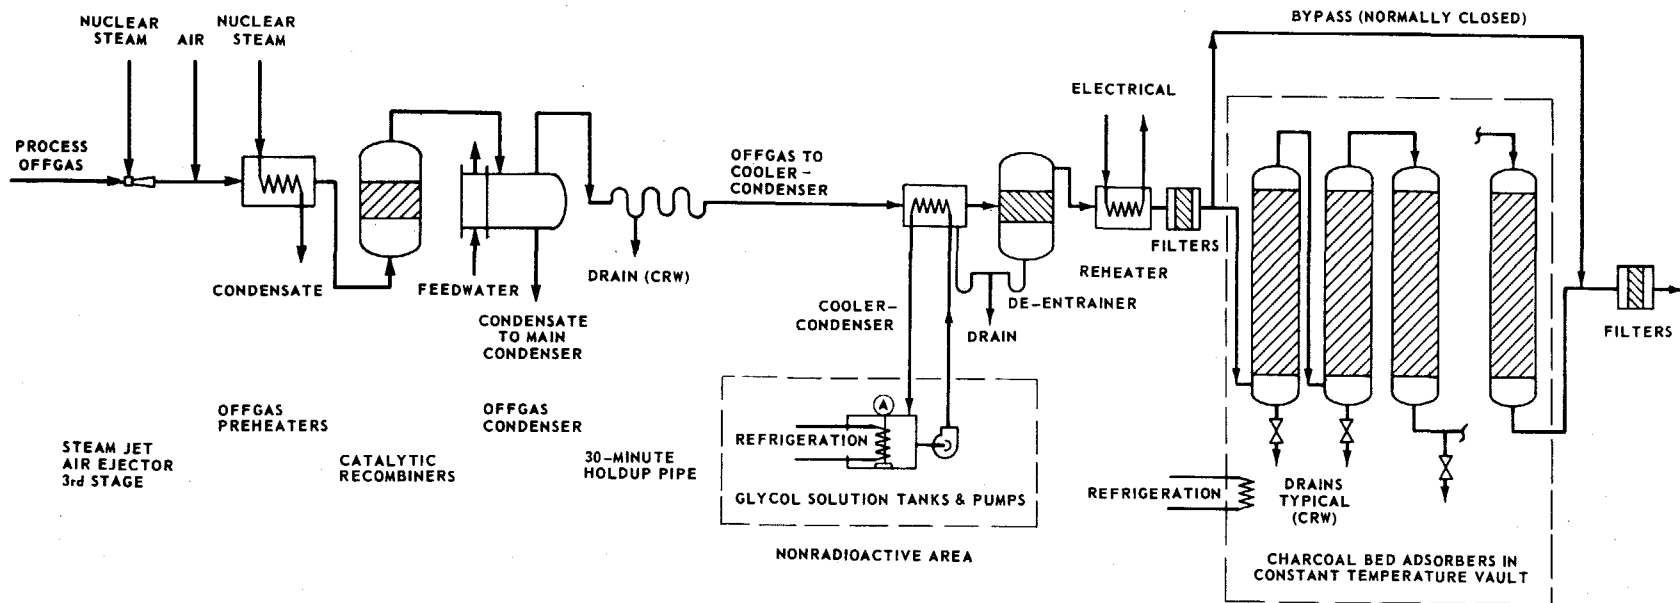 NUCLEAR
STEAM
AIR
NUCLEAR
STEAM
PROCESS
OFFGAS
CONDENSATE
FEEDWATER
CONDENSATE
TO MAIN
CONDENSER
DRAIN (CRW)
OFFGAS TO
COOLER-
CONDENSER
COOLER-
CONDENSER
DRAIN
DE-ENTRAINER
ELECTRICAL
REHEATER
FILTERS
BYPASS (NORMALLY CLOSED)
FILTERS
OFFGAS
PREHEATERS
OFFGAS
CONDENSER
STEAM JET
AIR EJECTOR
3rd STAGE
CATALYTIC
RECOMBINERS
30-MINUTE
HOLDUP PIPE
A
REFRIGERATION
GLYCOL SOLUTION TANKS & PUMPS
NONRADIOACTIVE AREA
REFRIGERATION
DRAINS
TYPICAL
(CRW)
CHARCOAL BED ADSORBERS IN
CONSTANT TEMPERATURE VAULT